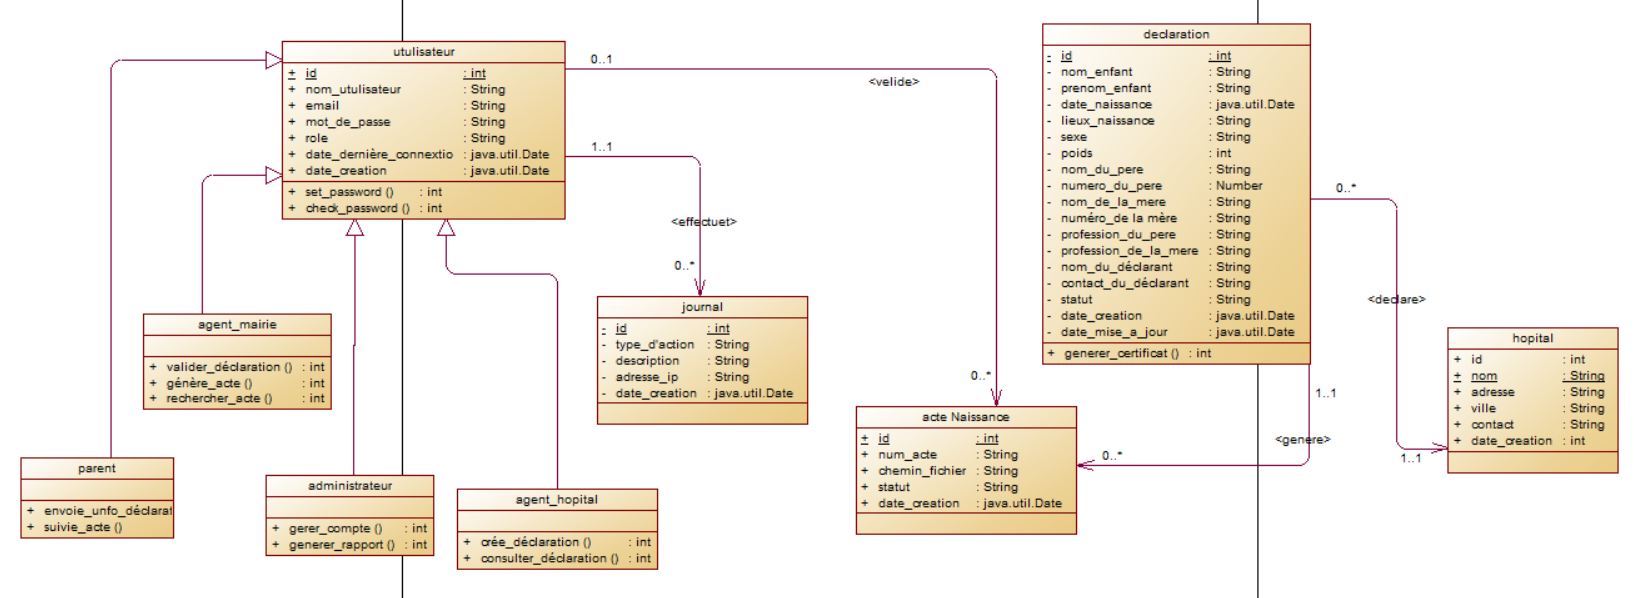 utulisateur
+ id : int
+ nom_utulisateur : String
+ email : String
+ mot_de_passe : String
+ role : String
+ date_dernière_connextio : java.util.Date
+ date_creation : java.util.Date
+ set_password () : int
+ check_password () : int
0..1
<velide>
0..*
1..1
<effectuet>
0..*
declaration
- id : int
- nom_enfant : String
- prenom_enfant : String
- date_naissance : java.util.Date
- lieux_naissance : String
- sexe : String
- poids : int
- nom_du_pere : String
- numero_du_pere : Number
- nom_de_la_mere : String
- numéro_de la mère : String
- profession_du_pere : String
- profession_de_la_mere : String
- nom_du_déclarant : String
- contact_du_déclarant : String
- statut : String
- date_creation : java.util.Date
- date_mise_a_jour : java.util.Date
+ generer_certificat () : int
0..*
<declare>
1..1
1..1
<genere>
0..*
journal
- id : int
- type_d'action : String
- description : String
- adresse_ip : String
- date_creation : java.util.Date
agent_mairie
+ valider_déclaration () : int
+ génère_acte () : int
+ rechercher_acte () : int
hopital
+ id : int
+ nom : String
+ adresse : String
+ ville : String
+ contact : String
+ date_creation : int
acte Naissance
+ id : int
+ num_acte : String
+ chemin_fichier : String
+ statut : String
+ date_creation : java.util.Date
parent
+ envoie_unfo_déclarat
+ suivie_acte ()
administrateur
+ gerer_compte () : int
+ generer_rapport () : int
agent_hopital
+ crée_déclaration () : int
+ consulter_déclaration () : int